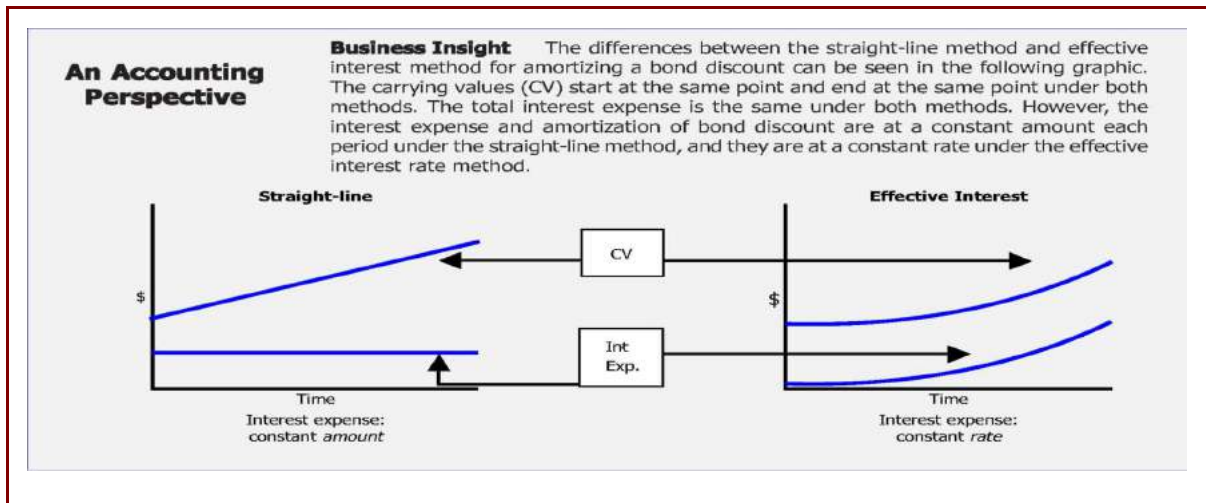 An Accounting
Perspective
Business Insight The differences between the straight-line method and effective
interest method for amortizing a bond discount can be seen in the following graphic.
The carrying values (CV) start at the same point and end at the same point under both
methods. The total interest expense is the same under both methods. However, the
interest expense and amortization of bond discount are at a constant amount each
period under the straight-line method, and they are at a constant rate under the effective
interest rate method.
Straight-line
Effective Interest
CV
$
$
Int
Exp.
Time
Time
Interest expense:
constant amount
Interest expense:
constant rate